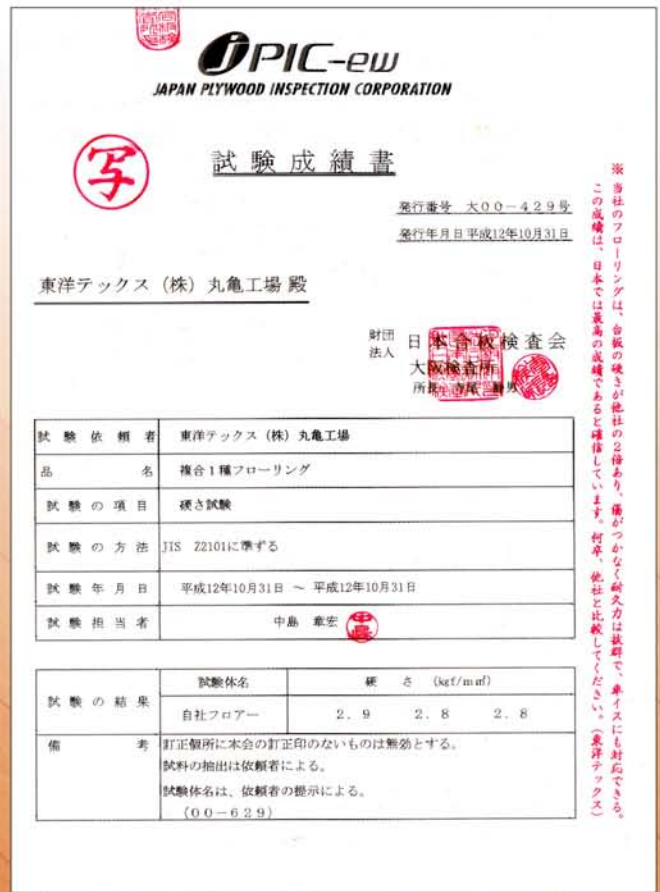 JPIC-ew
JAPAN PLYWOOD INSPECTION CORPORATION
写
試験成績書
発行番号 大00-429号
発行年月日平成12年10月31日
東洋テックス(株)丸亀工場 殿
財団法人 日本合板検査会
大阪検査所
所長 寺尾
試験依頼者 東洋テックス(株)丸亀工場
品名 複合1種フローリング
試験の項目 硬さ試験
試験の方法 JIS Z2101に準ずる
試験年月日 平成12年10月31日 ～ 平成12年10月31日
試験担当者 中島 章宏 中島
試験の結果 試験体名 硬さ (kgf/mm²)
自社フロアー 2.9 2.8 2.8
備考 訂正個所に本会の訂正印のないものは無効とする。
試料の抽出は依頼者による。
試験体名は、依頼者の提示による。
(00-629)
※ 当社のフローリングは、台板の硬さが他社の2倍あり、傷がつかなく耐久力は抜群で、車イスにも対応できる。
この成績は、日本では最高の成績であると確信しています。何卒、他社と比較してください。(東洋テックス)